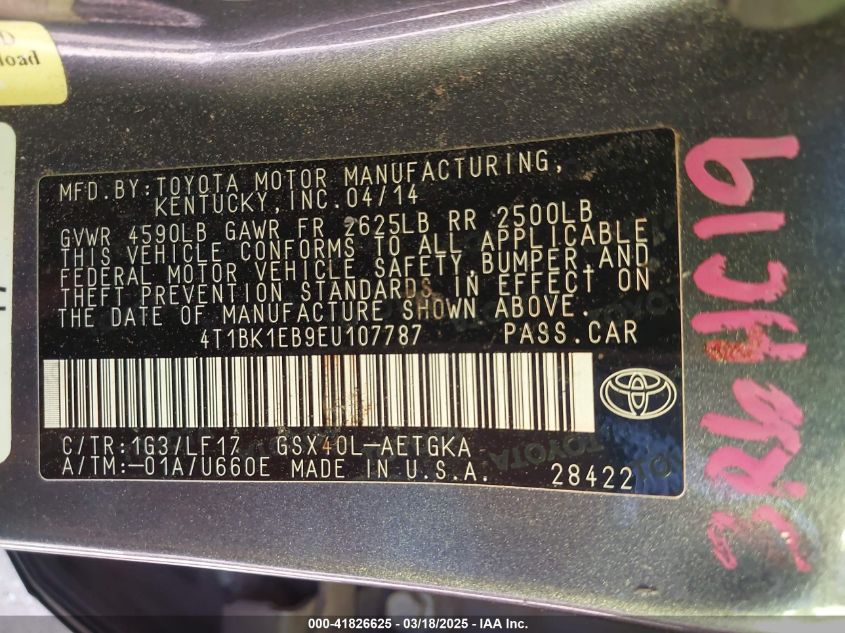 load
MFD.BY:TOYOTA MOTOR MANUFACTURING,
KENTUCKY,INC.04/14
GVWR 4590LB GAWR FR 2625LB RR 2500LB
THIS VEHICLE CONFORMS TO ALL APPLICABLE
FEDERAL MOTOR VEHICLE SAFETY,BUMPER,AND
THEFT PREVENTION STANDARDS IN EFFECT ON
THE DATE OF MANUFACTURE SHOWN ABOVE.
4T1BK1EB9EU107787 PASS.CAR
C/TR:1G3/LF17 GSX40L-AETGKA
A/TM:-01A/U660E MADE IN U.S.A. 28422
000-41826625 - 03/18/2025 - IAA Inc.